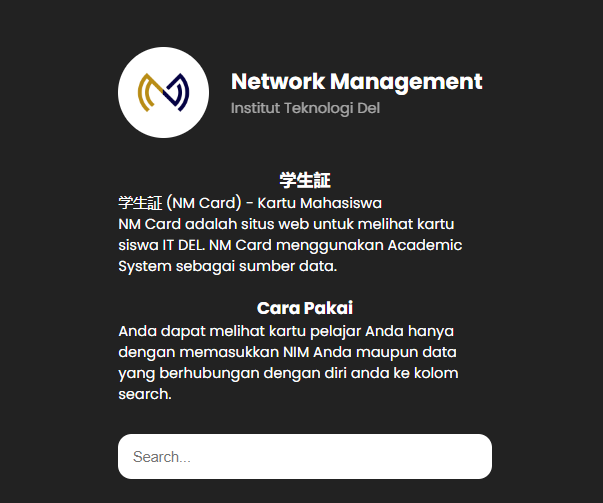 Network Management
Institut Teknologi Del
学生証
学生証 (NM Card) - Kartu Mahasiswa
NM Card adalah situs web untuk melihat kartu
siswa IT DEL. NM Card menggunakan Academic
System sebagai sumber data.
Cara Pakai
Anda dapat melihat kartu pelajar Anda hanya
dengan memasukkan NIM Anda maupun data
yang berhubungan dengan diri anda ke kolom
search.
Search...